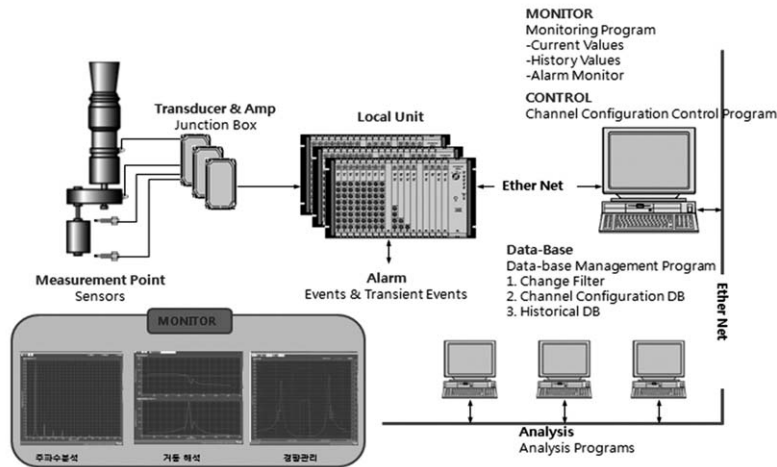 MONITOR
Monitoring Program
-Current Values
-History Values
-Alarm Monitor
CONTROL
Channel Configuration Control Program
Transducer & Amp
Junction Box
Local Unit
Ether Net
Measurement Point
Sensors
Alarm
Events & Transient Events
Data-Base
Data-base Management Program
1. Change Filter
2. Channel Configuration DB
3. Historical DB
Ether Net
MONITOR
주파수분석
거동 해석
경향관리
Analysis
Analysis Programs